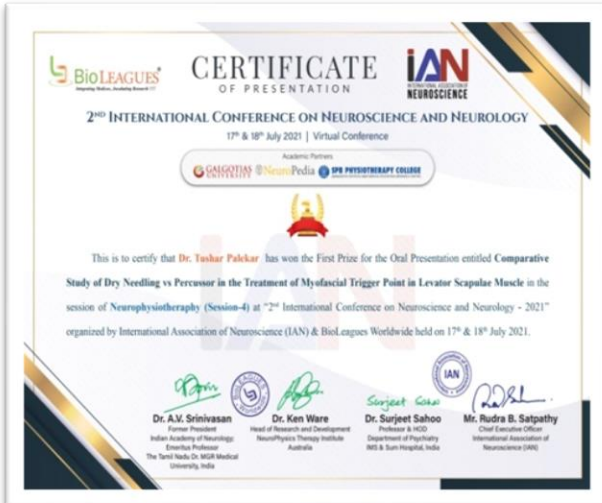 BIOLEAGUES
CERTIFICATE
OF PRESENTATION
IAN
INTERNATIONAL ASSOCIATION OF
NEUROSCIENCE
2ND INTERNATIONAL CONFERENCE ON NEUROSCIENCE AND NEUROLOGY
17th & 18th July 2021 | Virtual Conference
Academic Partners
GALGOTIAS UNIVERSITY NeuroPedia SPB PHYSIOTHERAPY COLLEGE
This is to certify that Dr. Tushar Palekar has won the First Prize for the Oral Presentation entitled Comparative
Study of Dry Needling vs Percussor in the Treatment of Myofascial Trigger Point in Levator Scapulae Muscle in the
session of Neurophysiotheraphy (Session-4) at "2nd International Conference on Neuroscience and Neurology - 2021"
organized by International Association of Neuroscience (IAN) & BioLeagues Worldwide held on 17th & 18th July 2021.
IAN
Surjeet Sahoo
Dr. A.V. Srinivasan
Former President
Indian Academy of Neurology;
Emeritus Professor
The Tamil Nadu Dr. MGR Medical
University, India
Dr. Ken Ware
Head of Research and Development
NeuroPhysics Therapy Institute
Australia
Dr. Surjeet Sahoo
Professor & HOD
Department of Psychiatry
IMS & Sum Hospital, India
Mr. Rudra B. Satpathy
Chief Executive Officer
International Association of
Neuroscience (IAN)